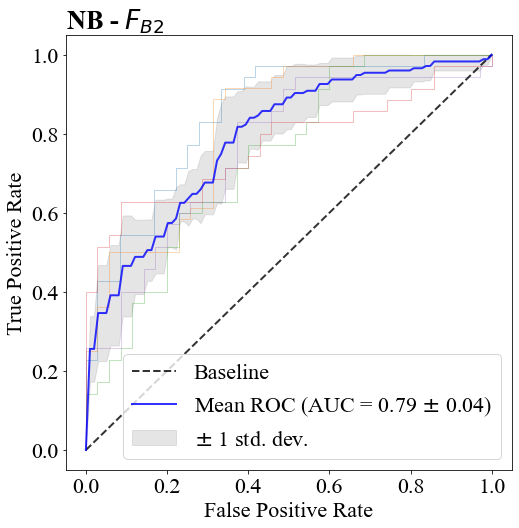 NB - F_{B2}
True Positive Rate
1.0
0.8
0.6
0.4
0.2
0.0
Baseline
Mean ROC (AUC = 0.79 ± 0.04)
± 1 std. dev.
0.0 0.2 0.4 0.6 0.8 1.0
False Positive Rate